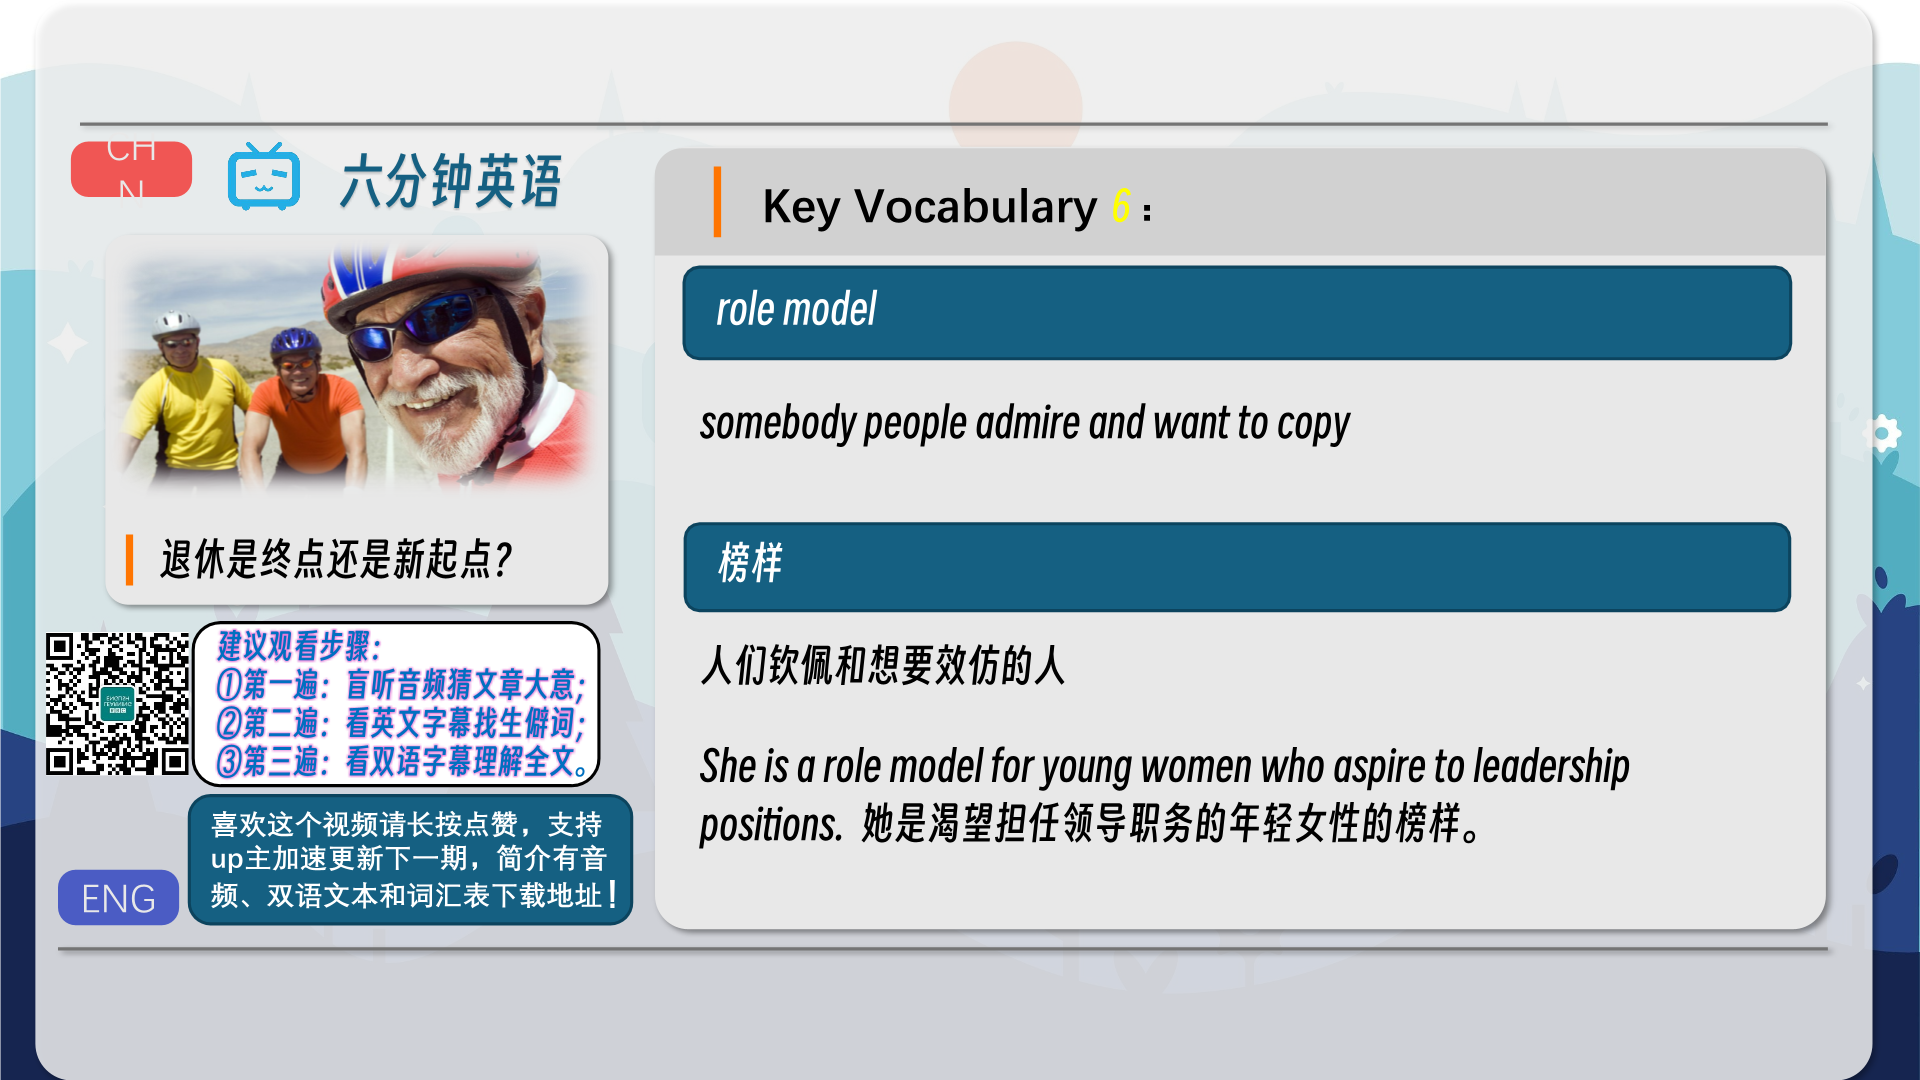 CH
N
六分钟英语
退休是终点还是新起点？
建议观看步骤：
①第一遍：盲听音频猜文章大意；
②第二遍：看英文字幕找生僻词；
③第三遍：看双语字幕理解全文。
喜欢这个视频请长按点赞，支持
up主加速更新下一期，简介有音
频、双语文本和词汇表下载地址！
ENG
Key Vocabulary 6：
role model
somebody people admire and want to copy
榜样
人们钦佩和想要效仿的人
She is a role model for young women who aspire to leadership
positions. 她是渴望担任领导职务的年轻女性的榜样。